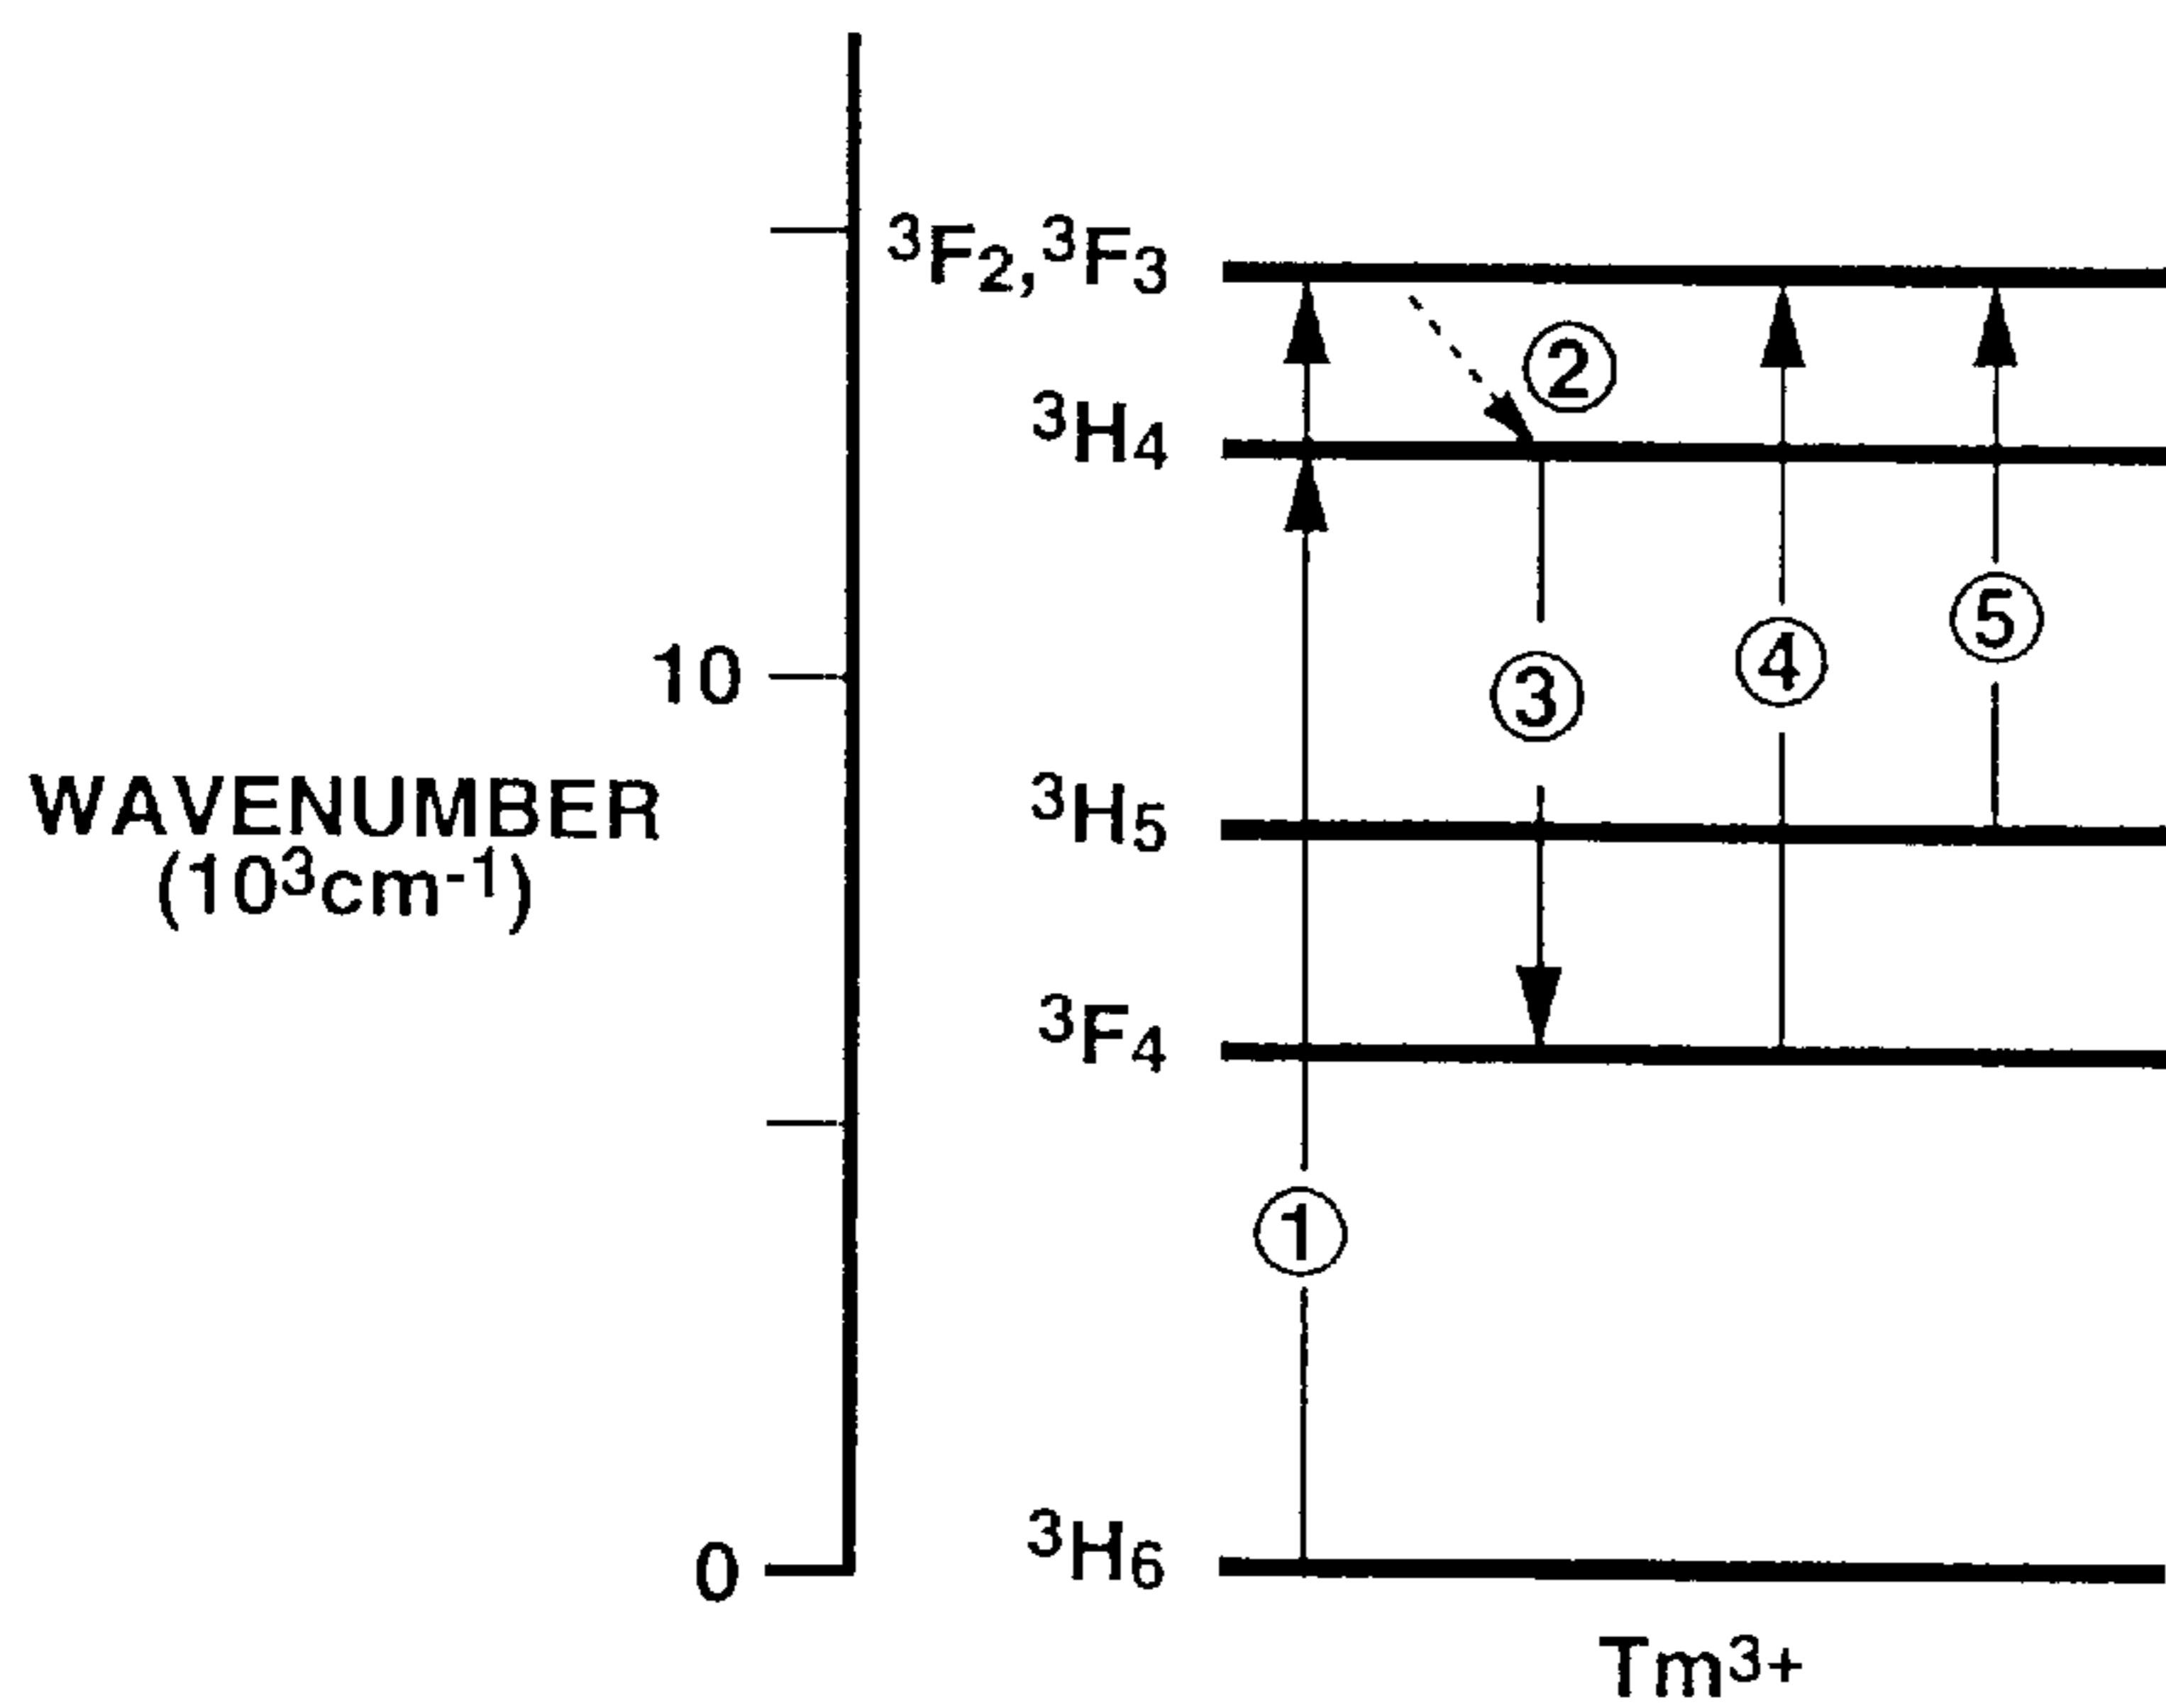 ³F₂,³F₃
②
³H₄
⑤
④
10
③
WAVENUMBER
(10³cm⁻¹)
³H₅
³F₄
①
³H₆
0
Tm³⁺